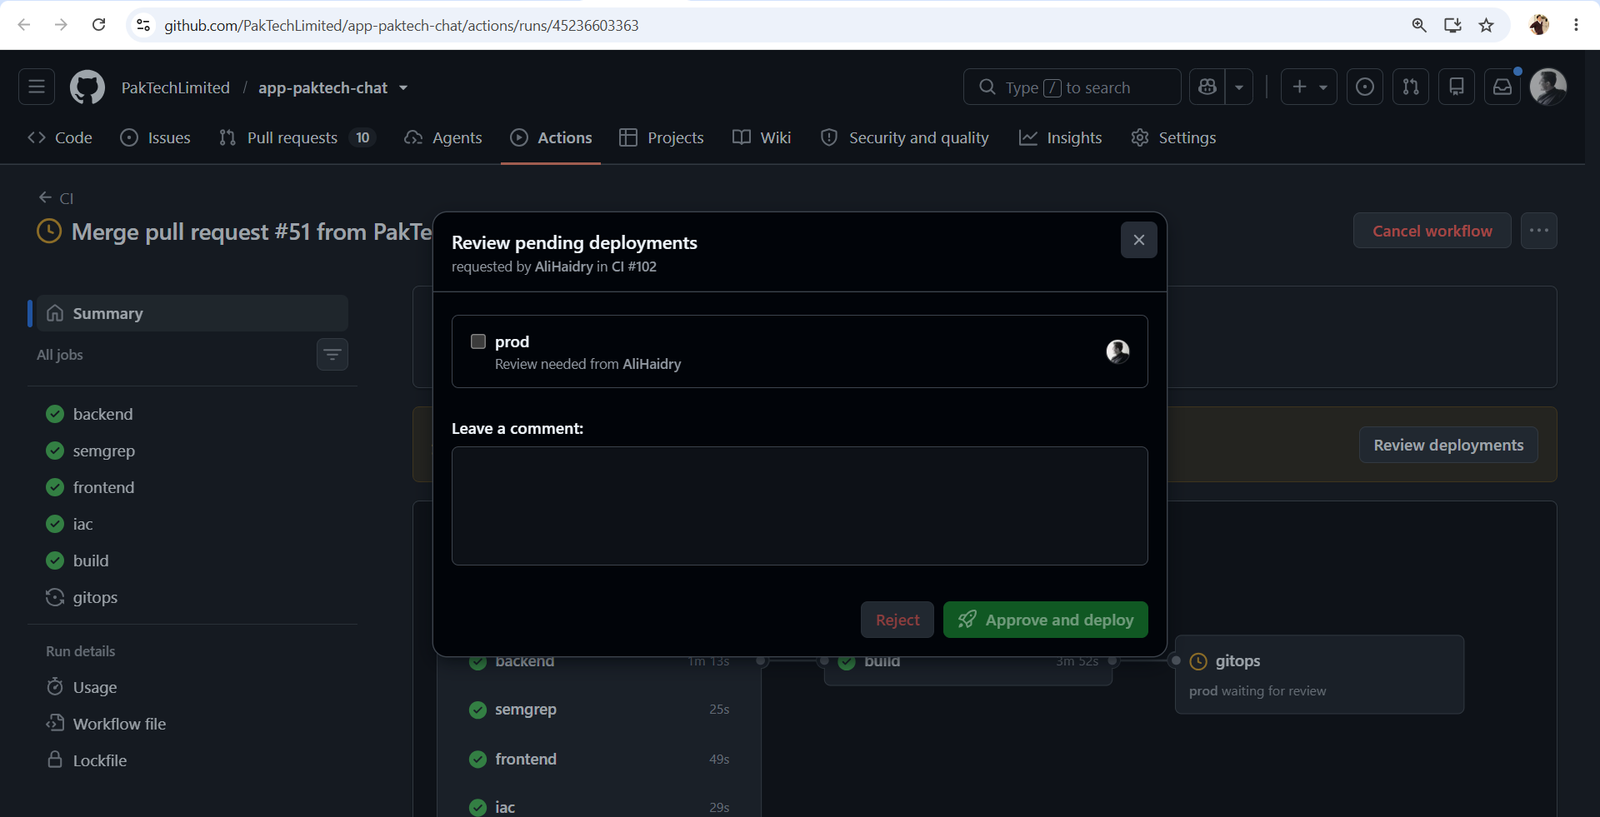 github.com/PakTechLimited/app-paktech-chat/actions/runs/45236603363
PakTechLimited / app-paktech-chat
Type / to search
Code
Issues
Pull requests 10
Agents
Actions
Projects
Wiki
Security and quality
Insights
Settings
CI
Merge pull request #51 from PakTe
Cancel workflow
Summary
All jobs
backend
semgrep
frontend
iac
build
gitops
Run details
Usage
Workflow file
Lockfile
Review pending deployments
requested by AliHaidry in CI #102
prod
Review needed from AliHaidry
Leave a comment:
Reject
Approve and deploy
Review deployments
backend 1m 13s
semgrep 25s
frontend 49s
iac 29s
build 3m 52s
gitops
prod waiting for review